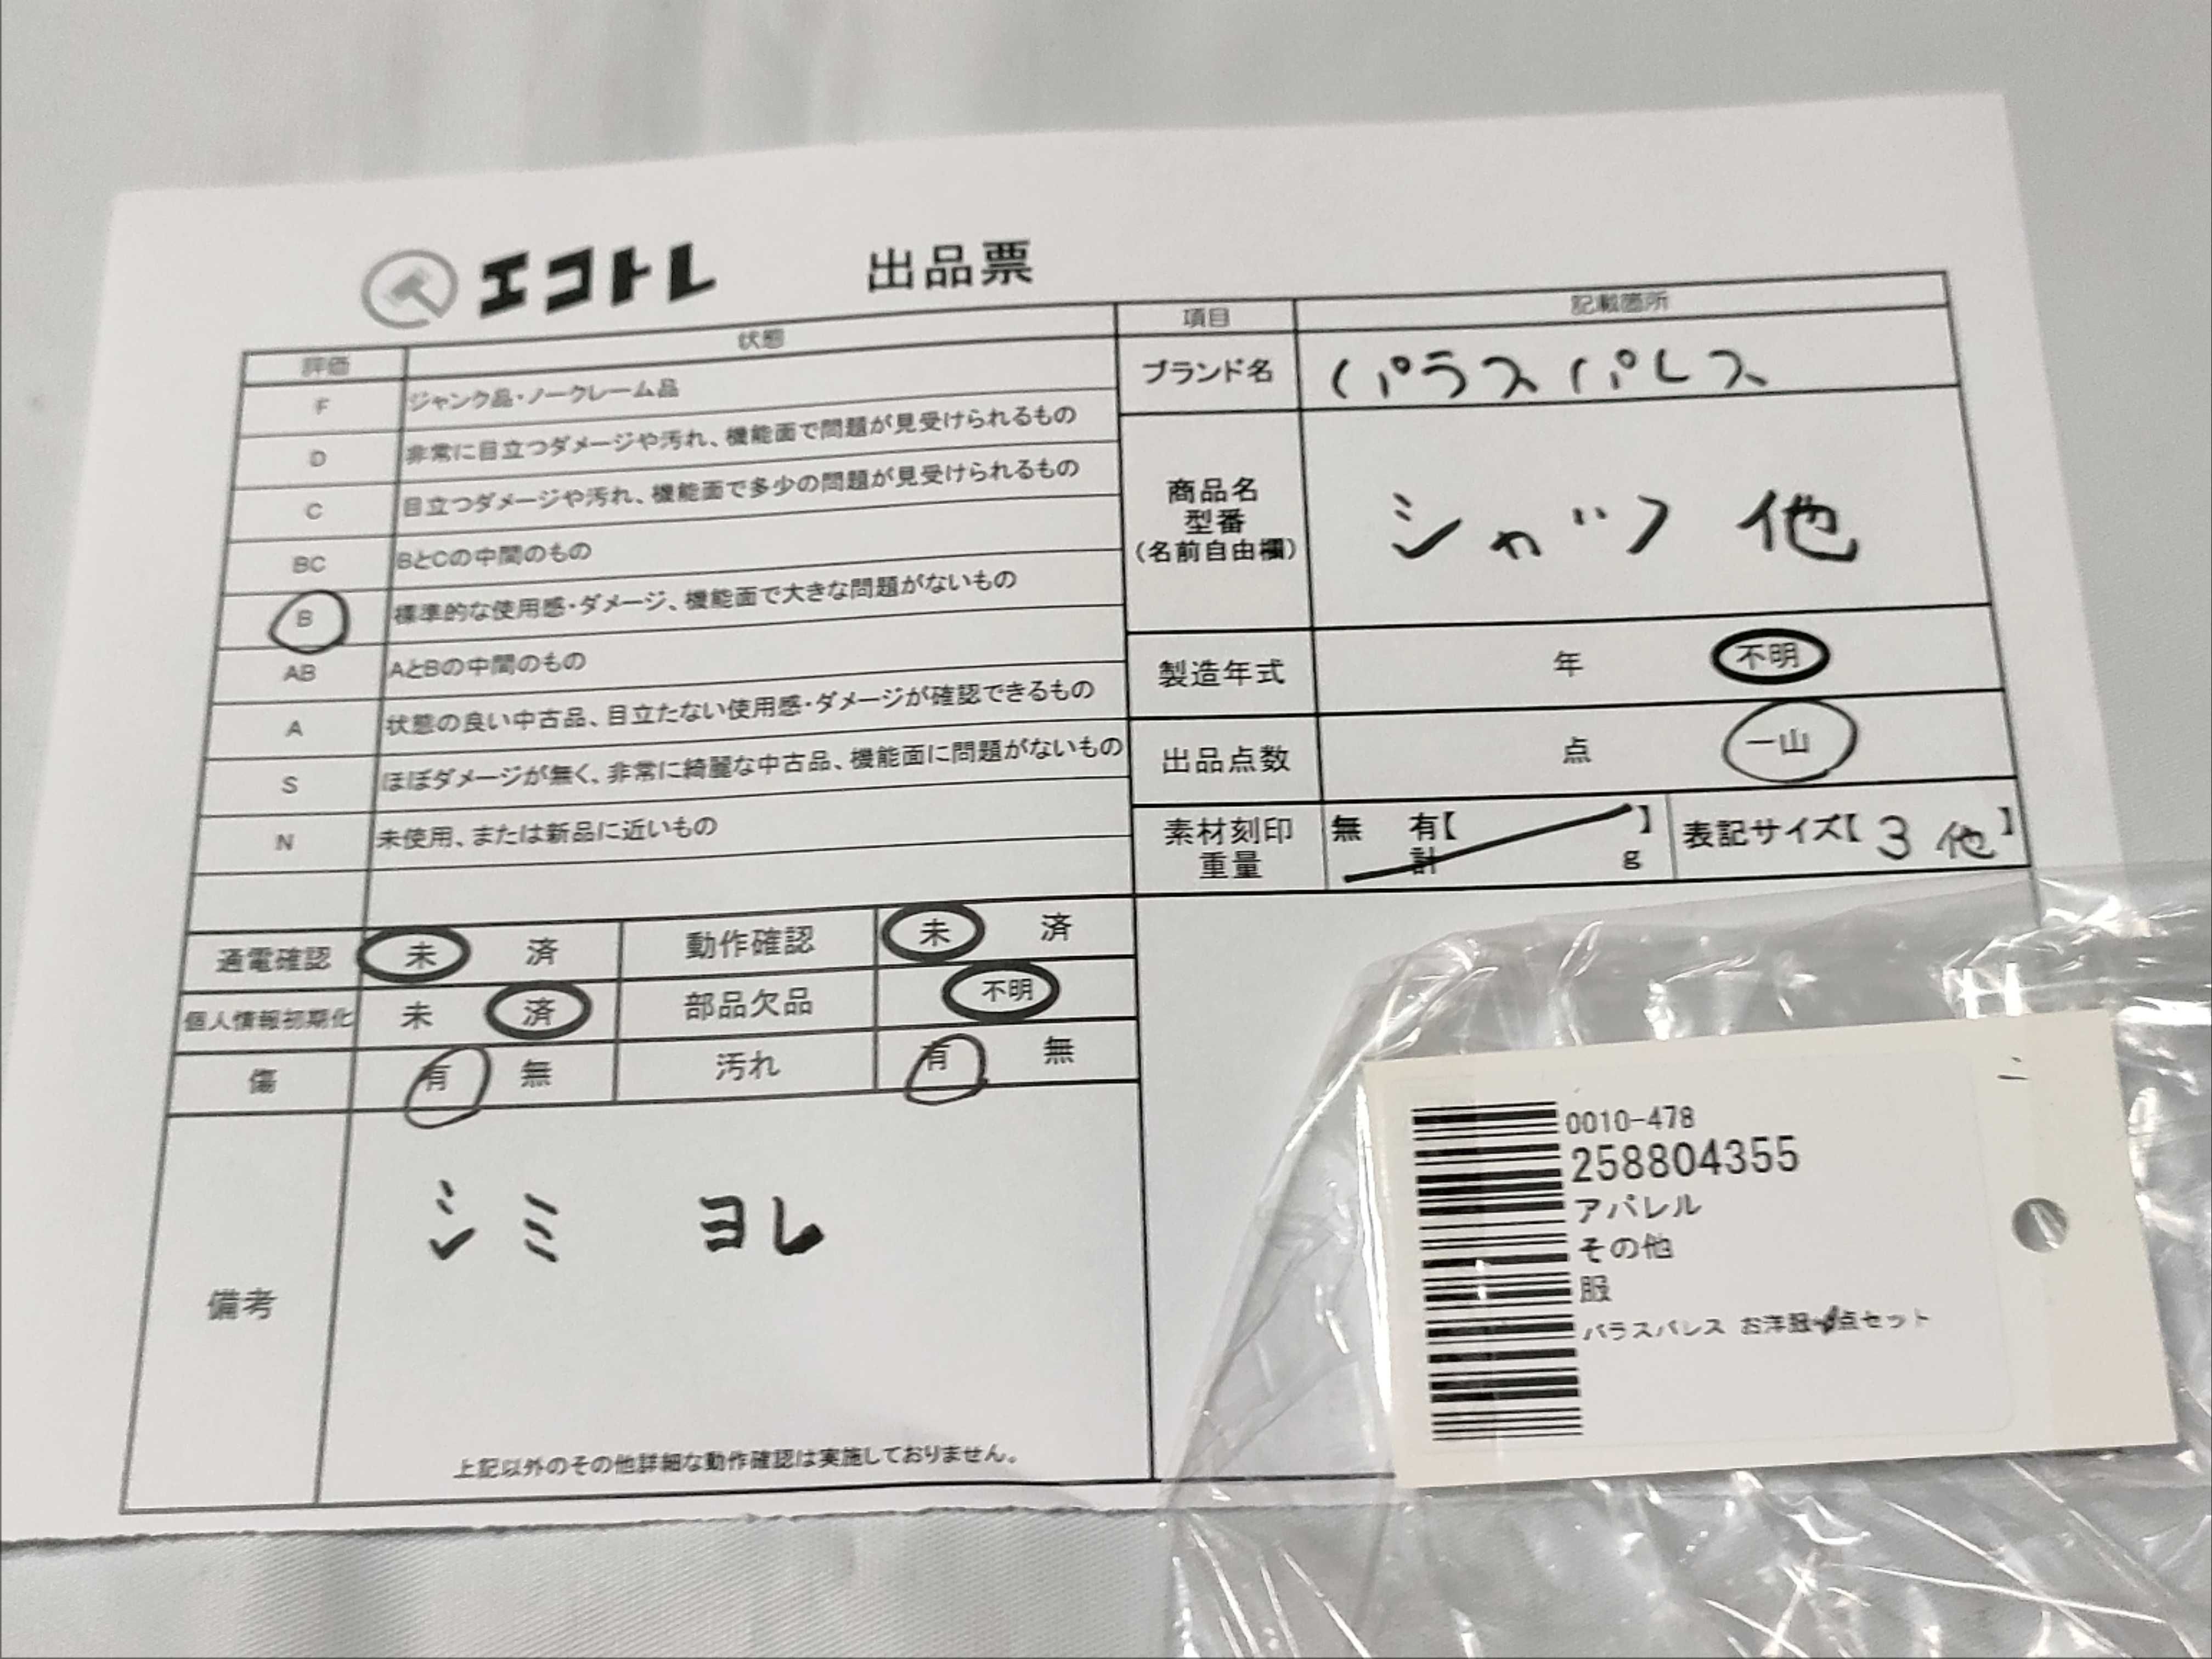 エコトレ 出品票
評価 状態
F ジャンク品・ノークレーム品
D 非常に目立つダメージや汚れ、機能面で問題が見受けられるもの
C 目立つダメージや汚れ、機能面で多少の問題が見受けられるもの
BC BとCの中間のもの
B 標準的な使用感・ダメージ、機能面で大きな問題がないもの
AB AとBの中間のもの
A 状態の良い中古品、目立たない使用感・ダメージが確認できるもの
S ほぼダメージが無く、非常に綺麗な中古品、機能面に問題がないもの
N 未使用、または新品に近いもの
項目 記載箇所
ブランド名 パラスパレス
商品名
型番
(名前自由欄)
シャツ 他
製造年式 年 不明
出品点数 点 一山
素材刻印 無 有【 】
重量 計 g
表記サイズ【3 他】
通電確認 未 済 動作確認 未 済
個人情報初期化 未 済 部品欠品 不明
傷 有 無 汚れ 有 無
備考
シミ ヨレ
上記以外のその他詳細な動作確認は実施しておりません。
ニ
0010-478
258804355
アパレル
その他
服
パラスパレス お洋服 点セット